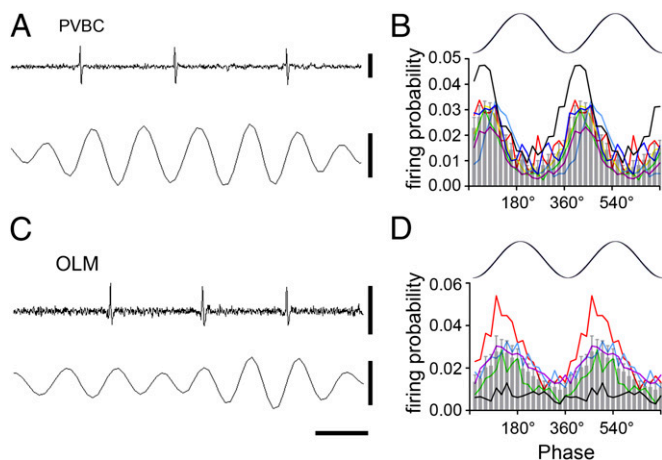 A
PVBC
B
firing probability
0.05
0.04
0.03
0.02
0.01
0.00
180° 360° 540°
C
OLM
D
firing probability
0.06
0.04
0.02
0.00
180° 360° 540°
Phase